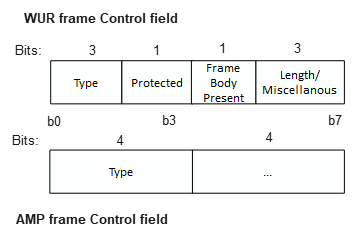 WUR frame Control field
Bits: 3 1 1 3
Type Protected Frame Body Present Length/ Miscellanous
b0 b3 b7
Bits: 4 4
Type ...
AMP frame Control field